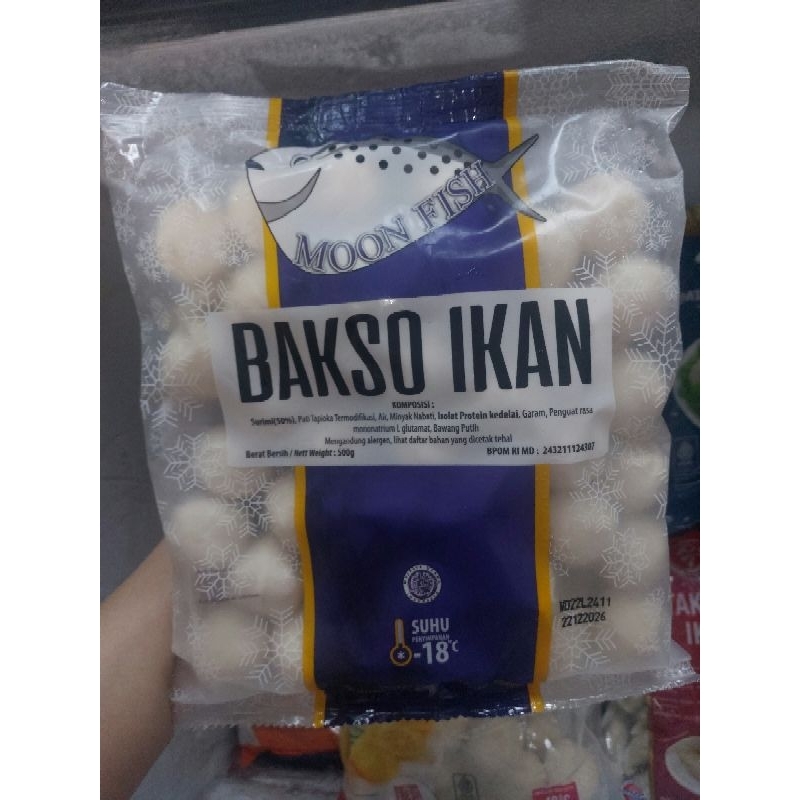 MOON FISH
BAKSO IKAN
KOMPOSISI :
Surimi(50%), Pati Tapioka Termodifikasi, Air, Minyak Nabati, Isolat Protein kedelai, Garam, Penguat rasa
mononatrium L glutamat, Bawang Putih
Mengandung alergen, lihat daftar bahan yang dicetak tebal
Berat Bersih / Nett Weight : 500g
BPOM RI MD : 243211124307
SUHU
PENYIMPANAN
-18°C
MD22L2411
22122026